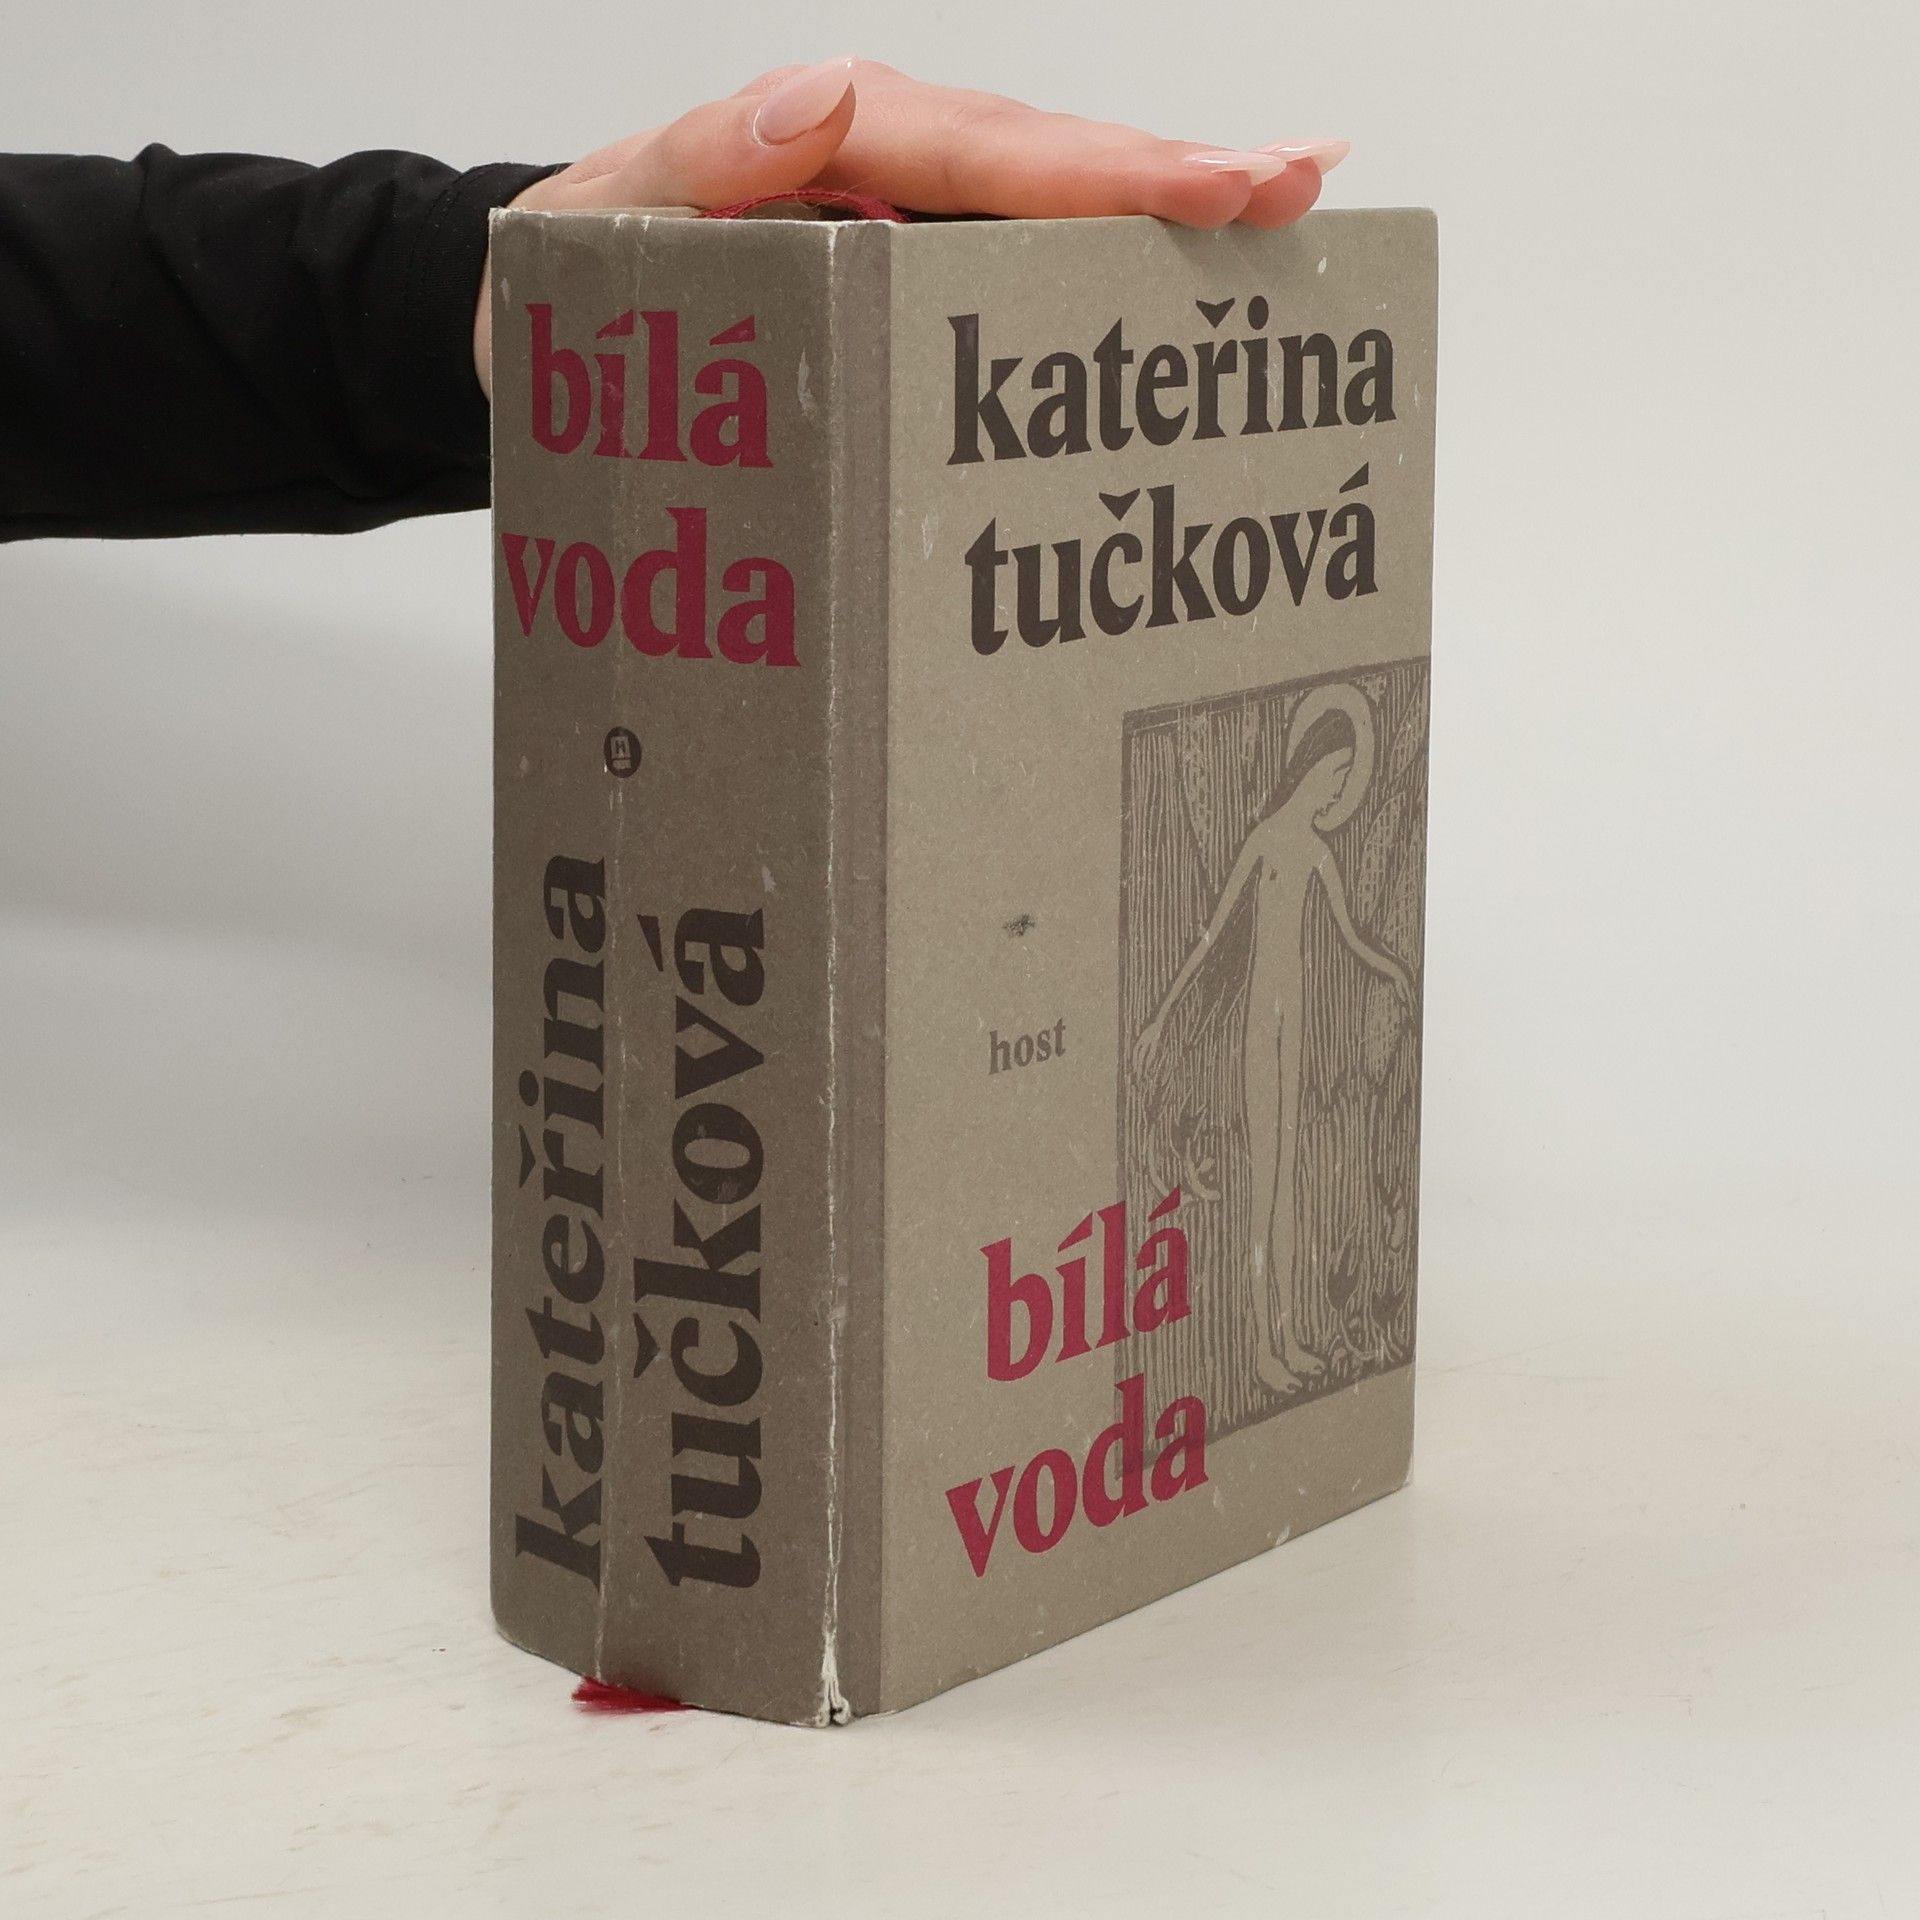 bílá
voda
H
kateřina
tučková
kateřina
tučková
host
bílá
voda